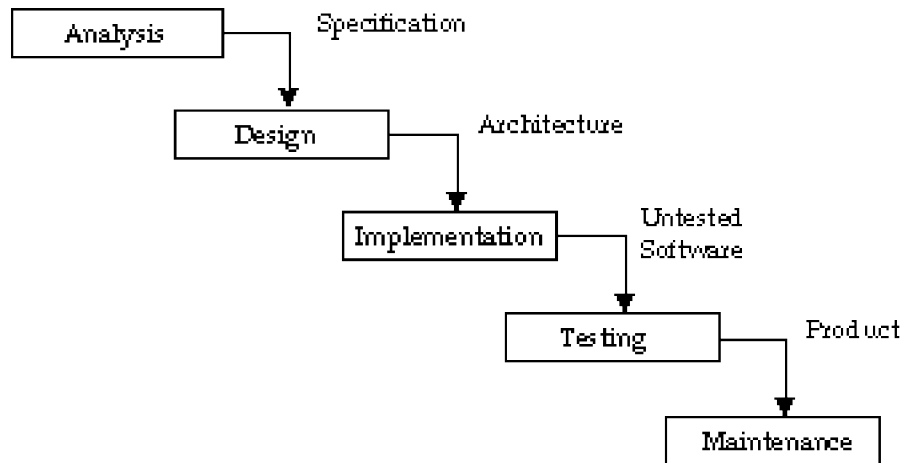 Analysis
Specification
Design
Architecture
Implementation
Untested
Software
Testing
Product
Maintenance